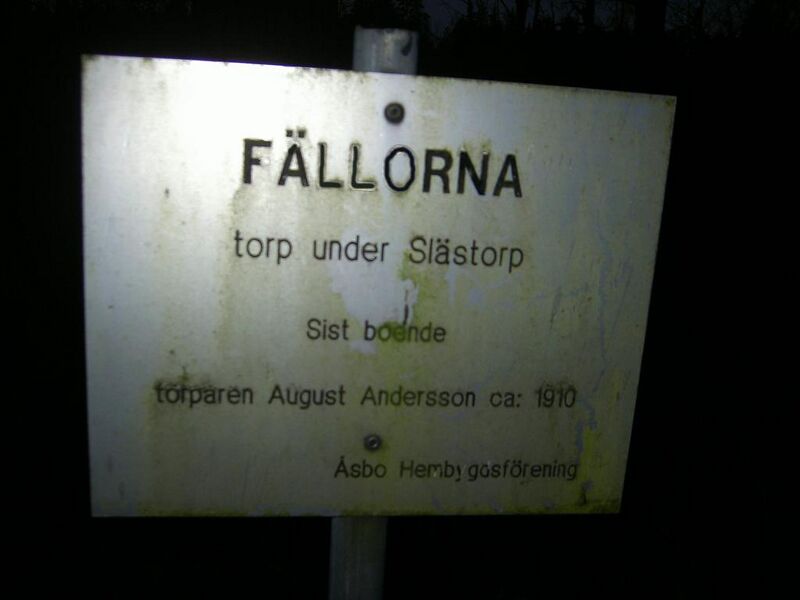 FÄLLORNA
torp under Slästorp
Sist boende
torparen August Andersson ca: 1910
Åsbo Hembygdsförening